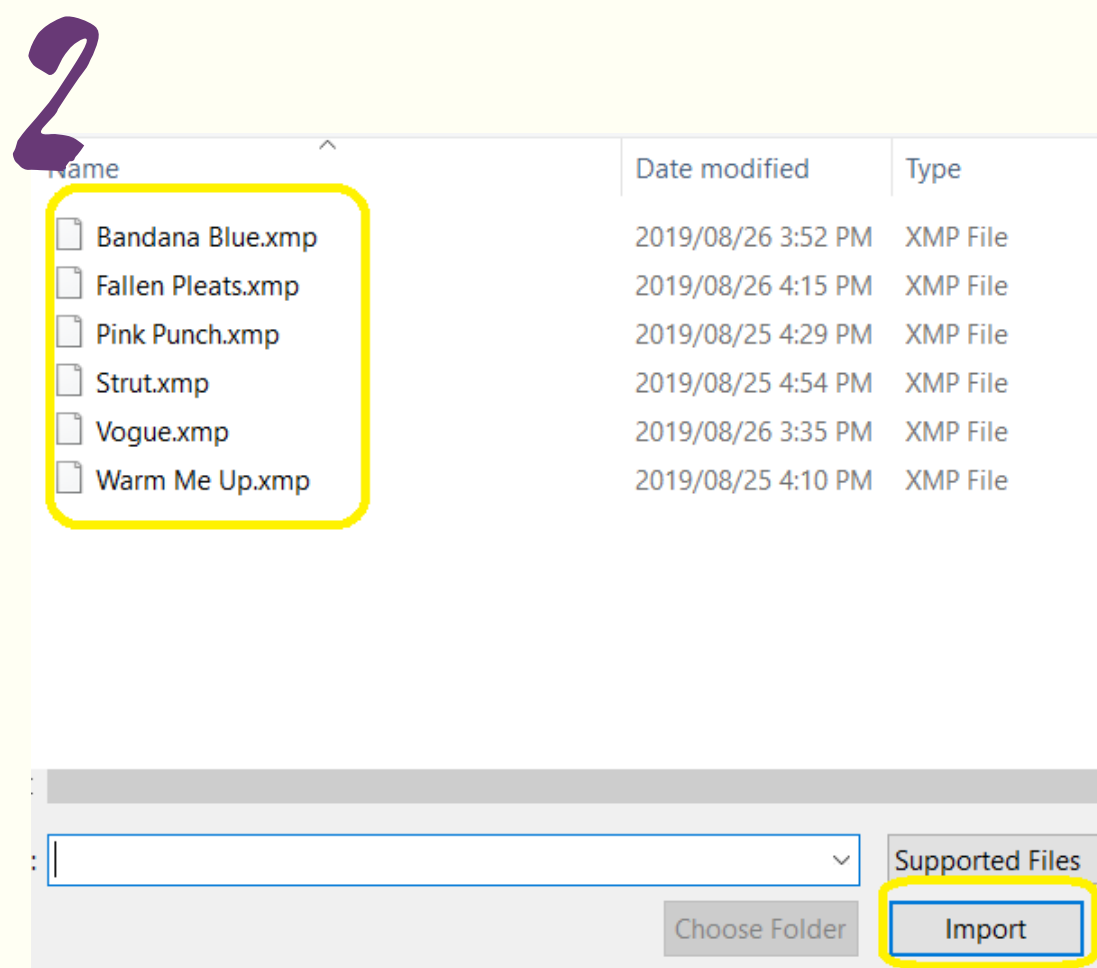 2
Name Date modified Type
Bandana Blue.xmp 2019/08/26 3:52 PM XMP File
Fallen Pleats.xmp 2019/08/26 4:15 PM XMP File
Pink Punch.xmp 2019/08/25 4:29 PM XMP File
Strut.xmp 2019/08/25 4:54 PM XMP File
Vogue.xmp 2019/08/26 3:35 PM XMP File
Warm Me Up.xmp 2019/08/25 4:10 PM XMP File
:
: Supported Files
Choose Folder Import